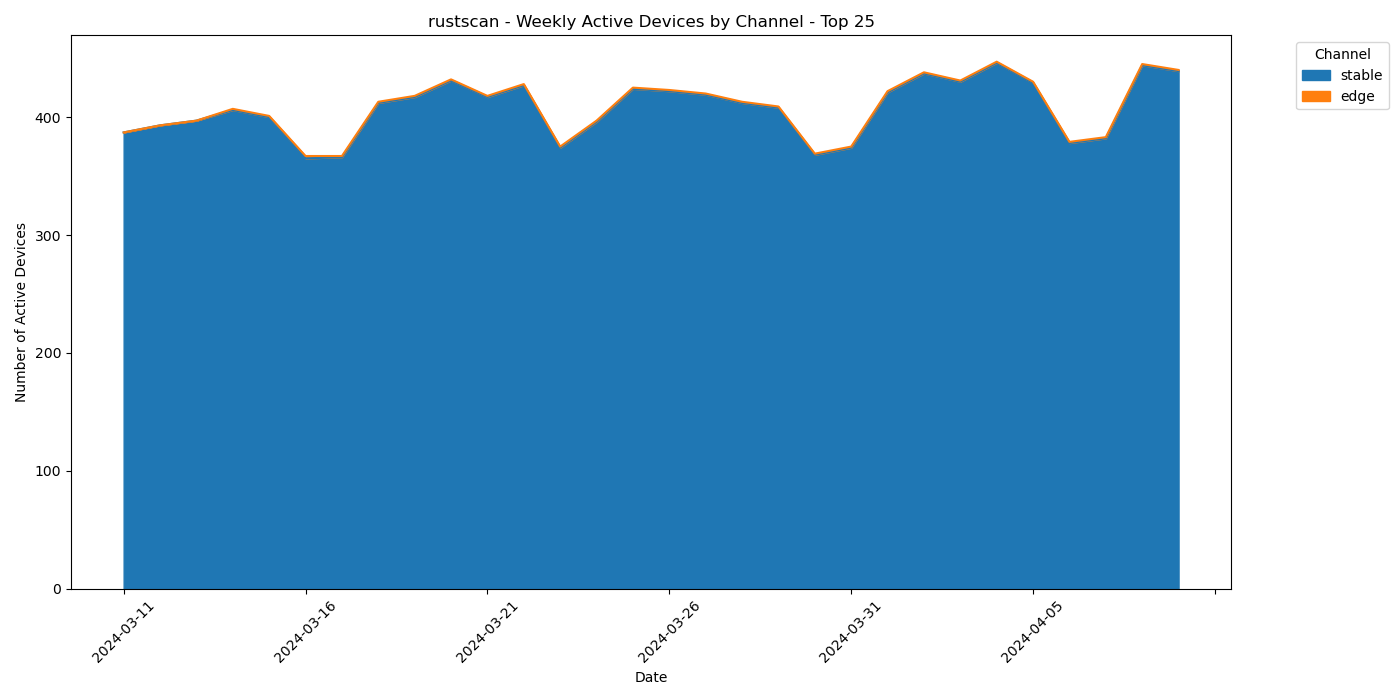 rustscan - Weekly Active Devices by Channel - Top 25
Channel
stable
edge
Number of Active Devices
400
300
200
100
0
2024-03-11
2024-03-16
2024-03-21
2024-03-26
2024-03-31
2024-04-05
Date